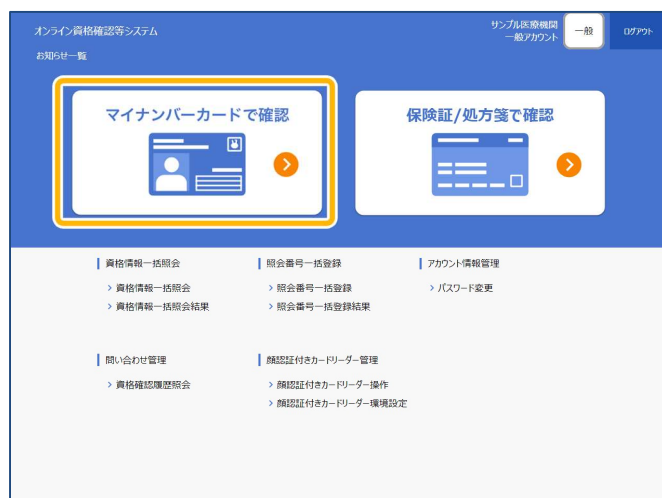 オンライン資格確認等システム
サンプル医療機関
一般アカウント
一般
ログアウト
お知らせ一覧
マイナンバーカードで確認
保険証/処方箋で確認
資格情報一括照会
資格情報一括照会
資格情報一括照会結果
照会番号一括登録
照会番号一括登録
照会番号一括登録結果
アカウント情報管理
パスワード変更
問い合わせ管理
資格確認履歴照会
顔認証付きカードリーダー管理
顔認証付きカードリーダー操作
顔認証付きカードリーダー環境設定